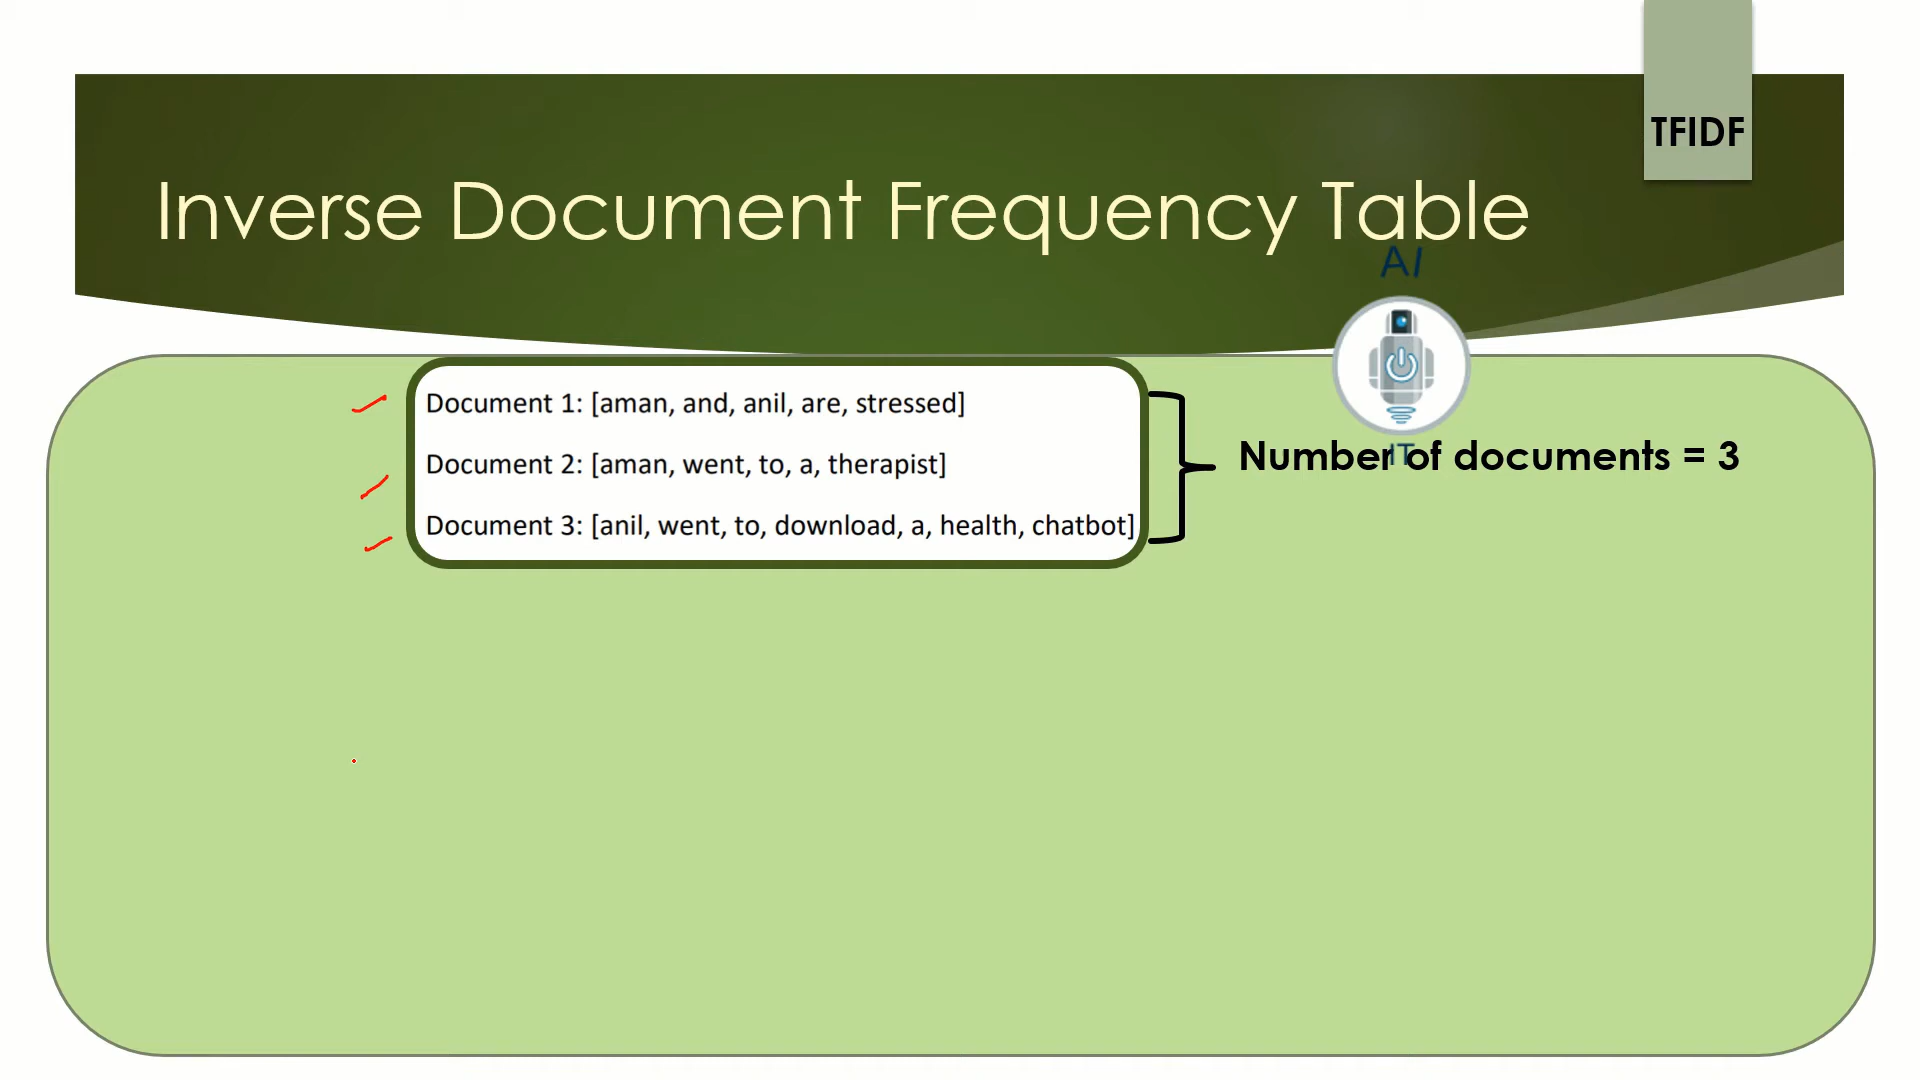 TFIDF
Inverse Document Frequency Table
AI
IT
Document 1: [aman, and, anil, are, stressed]
Document 2: [aman, went, to, a, therapist]
Document 3: [anil, went, to, download, a, health, chatbot]
Number of documents = 3